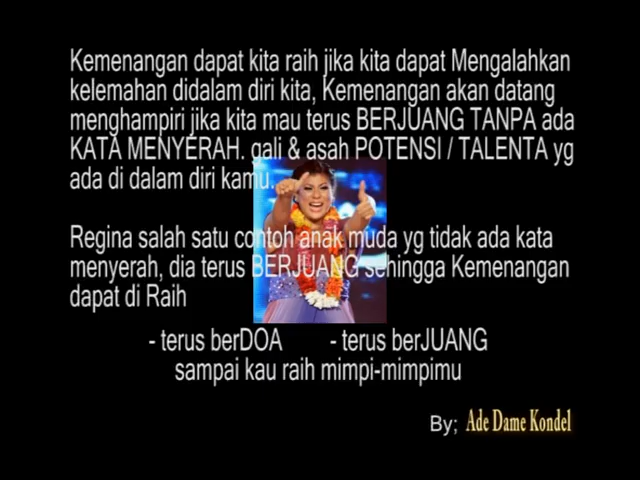 Kemenangan dapat kita raih jika kita dapat Mengalahkan
kelemahan didalam diri kita, Kemenangan akan datang
menghampiri jika kita mau terus BERJUANG TANPA ada
KATA MENYERAH. gali & asah POTENSI / TALENTA yg
ada di dalam diri kamu.
Regina salah satu contoh anak muda yg tidak ada kata
menyerah, dia terus BERJUANG sehingga Kemenangan
dapat di Raih
- terus berDOA - terus berJUANG
sampai kau raih mimpi-mimpimu
By; Ade Dame Kondel